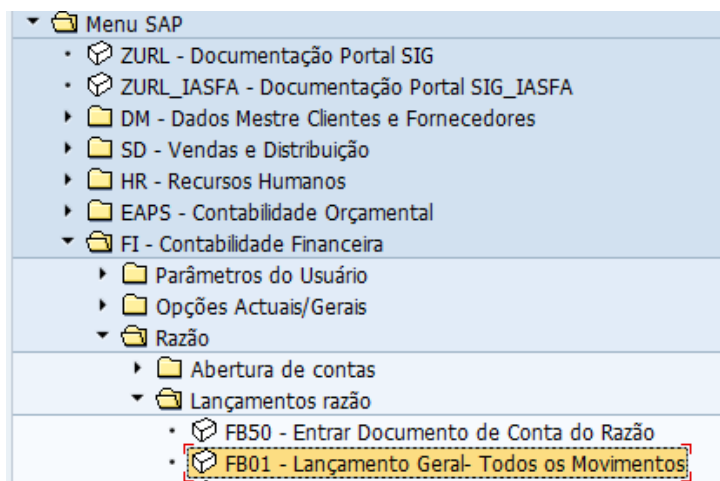 Menu SAP
ZURL - Documentação Portal SIG
ZURL_IASFA - Documentação Portal SIG_IASFA
DM - Dados Mestre Clientes e Fornecedores
SD - Vendas e Distribuição
HR - Recursos Humanos
EAPS - Contabilidade Orçamental
FI - Contabilidade Financeira
Parâmetros do Usuário
Opções Actuais/Gerais
Razão
Abertura de contas
Lançamentos razão
FB50 - Entrar Documento de Conta do Razão
FB01 - Lançamento Geral- Todos os Movimentos